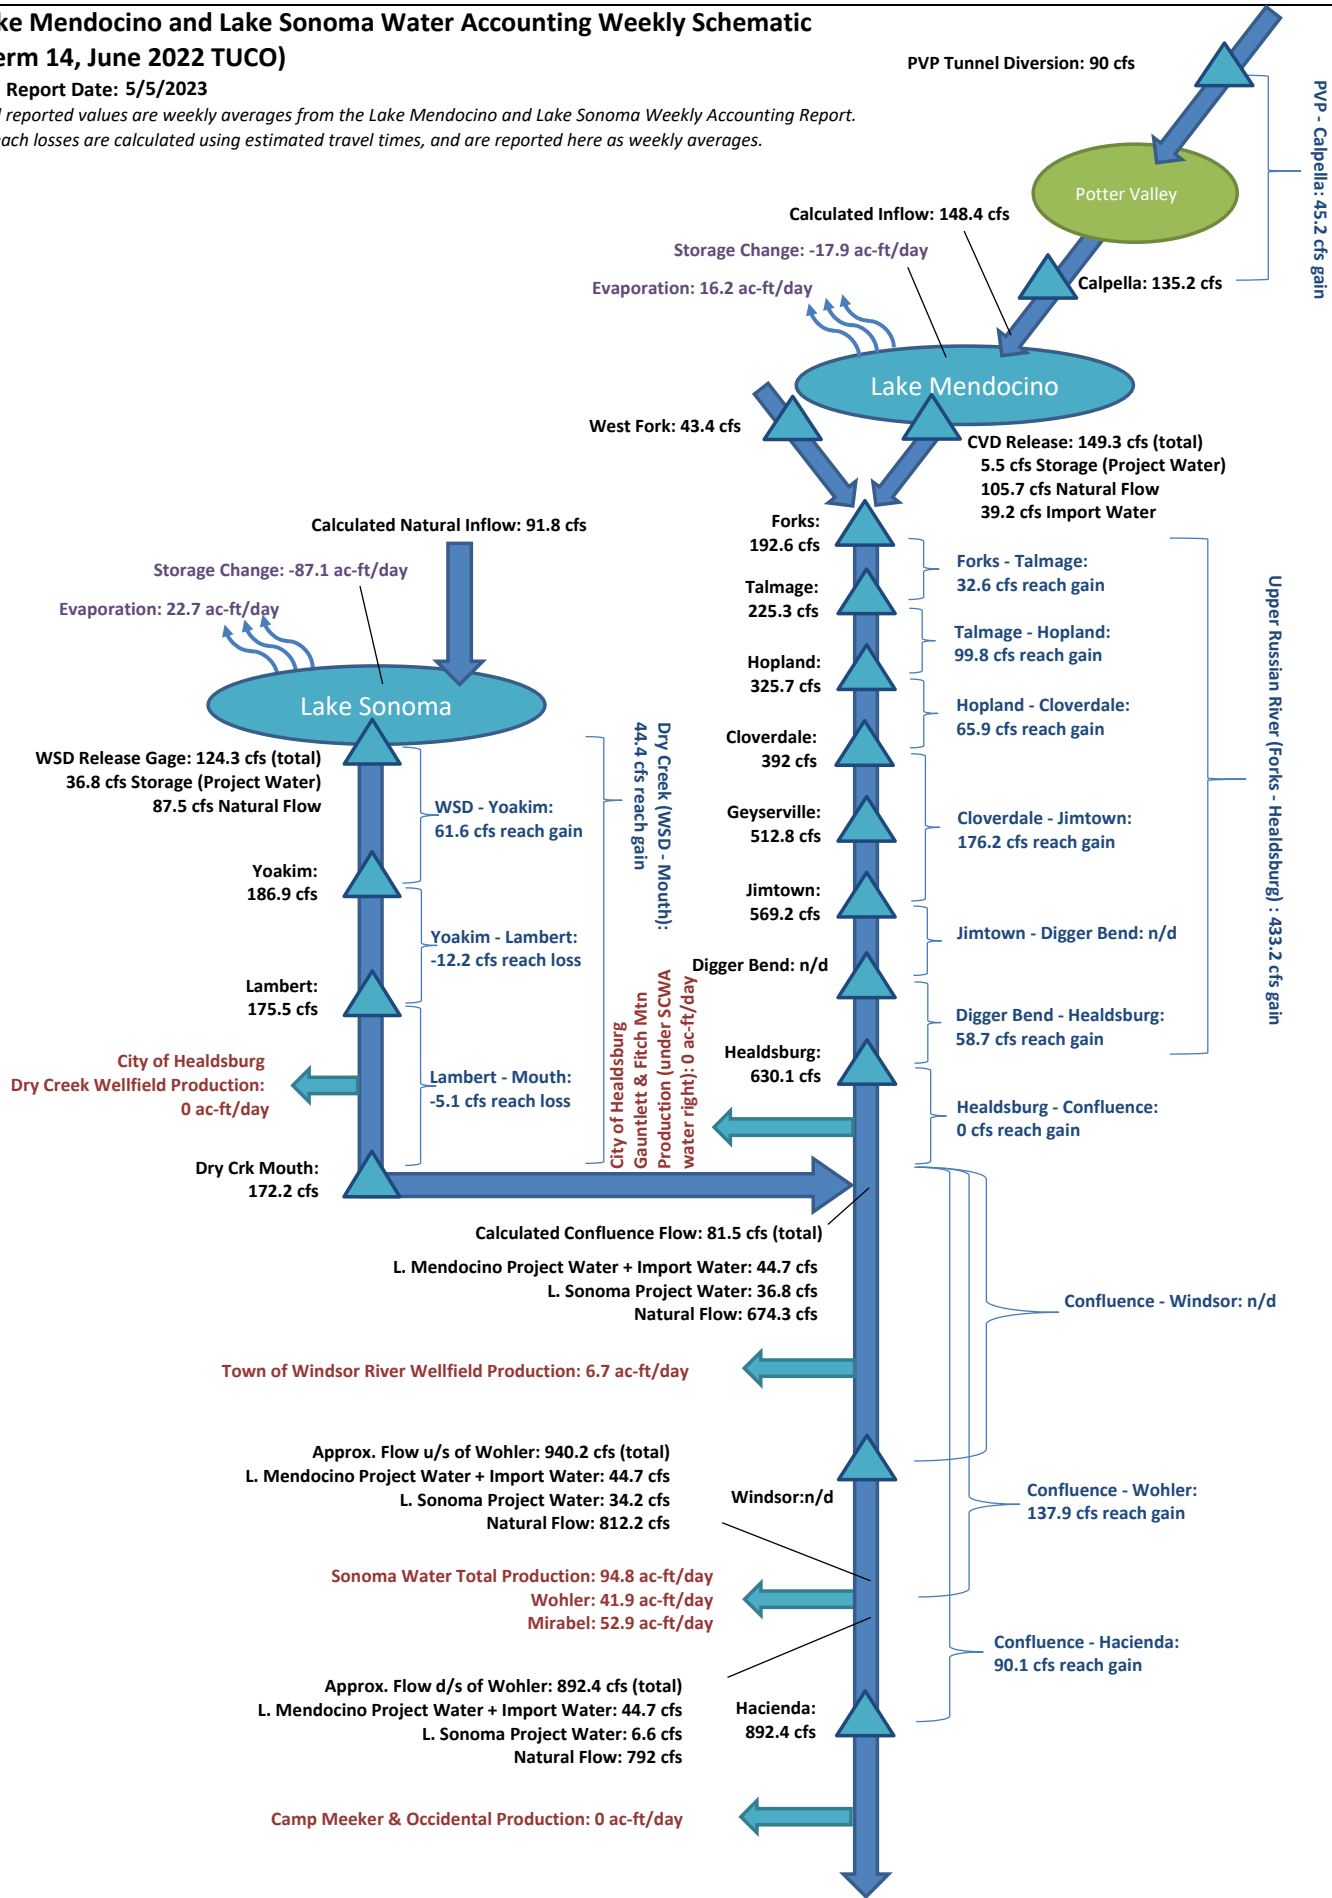 ke Mendocino and Lake Sonoma Water Accounting Weekly Schematic
erm 14, June 2022 TUCO)
Report Date: 5/5/2023
l reported values are weekly averages from the Lake Mendocino and Lake Sonoma Weekly Accounting Report.
each losses are calculated using estimated travel times, and are reported here as weekly averages.
PVP Tunnel Diversion: 90 cfs
PVP - Calpella: 45.2 cfs gain
Potter Valley
Calculated Inflow: 148.4 cfs
Storage Change: -17.9 ac-ft/day
Calpella: 135.2 cfs
Evaporation: 16.2 ac-ft/day
Lake Mendocino
West Fork: 43.4 cfs
CVD Release: 149.3 cfs (total)
5.5 cfs Storage (Project Water)
105.7 cfs Natural Flow
39.2 cfs Import Water
Forks:
192.6 cfs
Forks - Talmage:
32.6 cfs reach gain
Talmage:
225.3 cfs
Talmage - Hopland:
99.8 cfs reach gain
Hopland:
325.7 cfs
Hopland - Cloverdale:
65.9 cfs reach gain
Cloverdale:
392 cfs
Geyserville:
512.8 cfs
Cloverdale - Jimtown:
176.2 cfs reach gain
Jimtown:
569.2 cfs
Jimtown - Digger Bend: n/d
Digger Bend: n/d
Digger Bend - Healdsburg:
58.7 cfs reach gain
Healdsburg:
630.1 cfs
Healdsburg - Confluence:
0 cfs reach gain
Upper Russian River (Forks - Healdsburg) : 433.2 cfs gain
Calculated Natural Inflow: 91.8 cfs
Storage Change: -87.1 ac-ft/day
Evaporation: 22.7 ac-ft/day
Lake Sonoma
WSD Release Gage: 124.3 cfs (total)
36.8 cfs Storage (Project Water)
87.5 cfs Natural Flow
WSD - Yoakim:
61.6 cfs reach gain
Yoakim:
186.9 cfs
Yoakim - Lambert:
-12.2 cfs reach loss
Lambert:
175.5 cfs
Lambert - Mouth:
-5.1 cfs reach loss
Dry Creek (WSD - Mouth):
44.4 cfs reach gain
City of Healdsburg
Dry Creek Wellfield Production:
0 ac-ft/day
City of Healdsburg
Gauntlett & Fitch Mtn
Production (under SCWA
water right): 0 ac-ft/day
Dry Crk Mouth:
172.2 cfs
Calculated Confluence Flow: 81.5 cfs (total)
L. Mendocino Project Water + Import Water: 44.7 cfs
L. Sonoma Project Water: 36.8 cfs
Natural Flow: 674.3 cfs
Confluence - Windsor: n/d
Town of Windsor River Wellfield Production: 6.7 ac-ft/day
Approx. Flow u/s of Wohler: 940.2 cfs (total)
L. Mendocino Project Water + Import Water: 44.7 cfs
L. Sonoma Project Water: 34.2 cfs
Natural Flow: 812.2 cfs
Windsor:n/d
Confluence - Wohler:
137.9 cfs reach gain
Sonoma Water Total Production: 94.8 ac-ft/day
Wohler: 41.9 ac-ft/day
Mirabel: 52.9 ac-ft/day
Confluence - Hacienda:
90.1 cfs reach gain
Approx. Flow d/s of Wohler: 892.4 cfs (total)
L. Mendocino Project Water + Import Water: 44.7 cfs
L. Sonoma Project Water: 6.6 cfs
Natural Flow: 792 cfs
Hacienda:
892.4 cfs
Camp Meeker & Occidental Production: 0 ac-ft/day